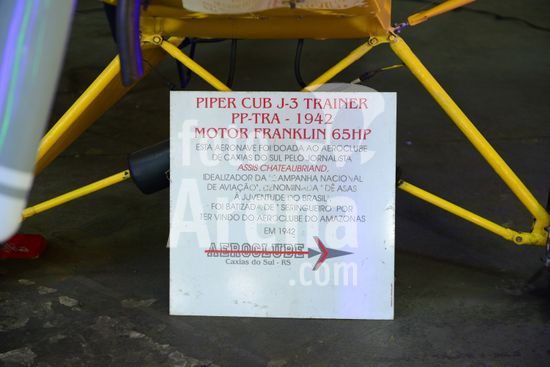 PIPER CUB J-3 TRAINER
PP-TRA - 1942
MOTOR FRANKLIN 65HP
ESTA AERONAVE FOI DOADA AO AEROCLUBE
DE CAXIAS DO SUL PELO JORNALISTA
ASSIS CHATEAUBRIAND,
IDEALIZADOR DA "CAMPANHA NACIONAL
DE AVIAÇÃO", DENOMINADA "DÊ ASAS
À JUVENTUDE DO BRASIL",
FOI BATIZADA DE "SERINGUEIRO" POR
TER VINDO DO AEROCLUBE DO AMAZONAS
EM 1942
AEROCLUBE
Caxias do Sul - RS
.com